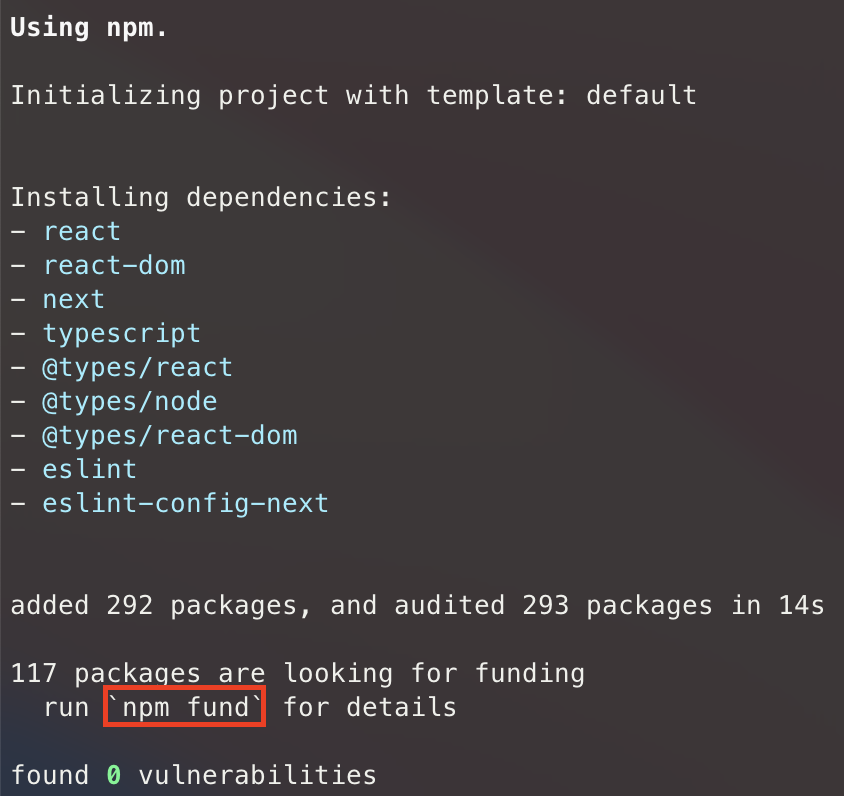 Using npm.
Initializing project with template: default
Installing dependencies:
- react
- react-dom
- next
- typescript
- @types/react
- @types/node
- @types/react-dom
- eslint
- eslint-config-next
added 292 packages, and audited 293 packages in 14s
117 packages are looking for funding
  run `npm fund` for details
found 0 vulnerabilities